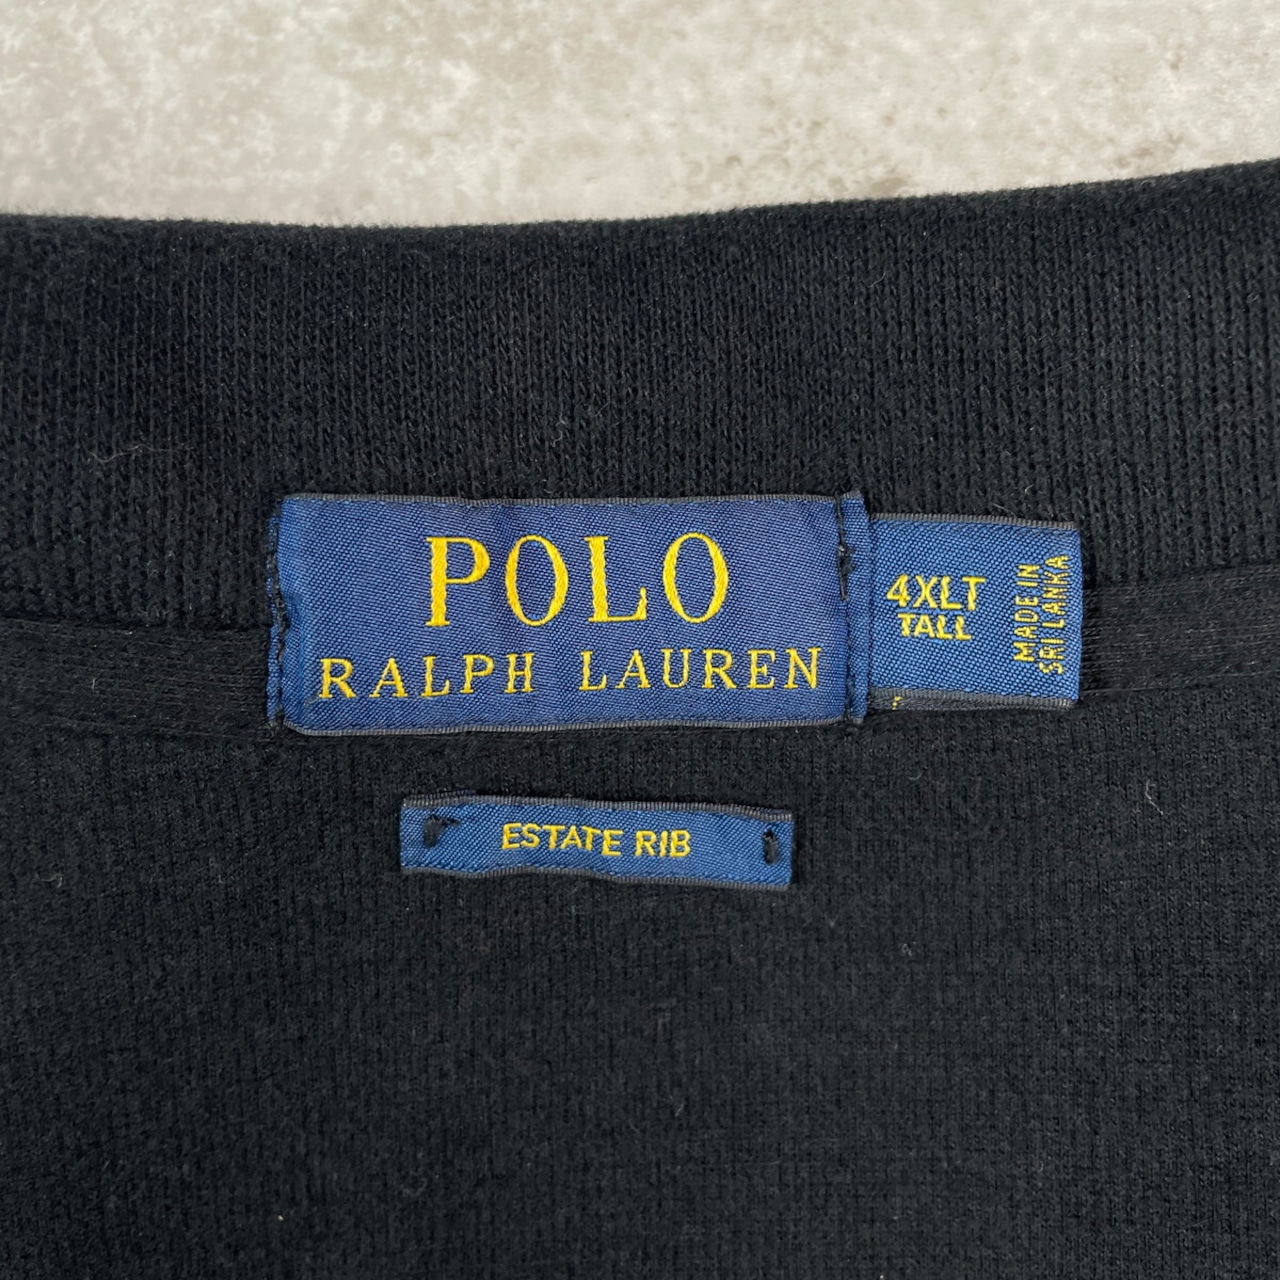 POLO
RALPH LAUREN
4XLT
TALL
MADE IN
SRI LANKA
ESTATE RIB